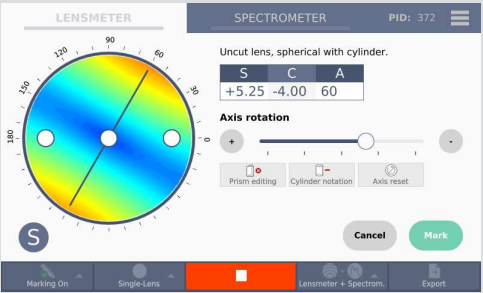 LENSMETER
SPECTROMETER
PID: 372
90
120
60
150
30
180
0
Uncut lens, spherical with cylinder.
S C A
+5.25 -4.00 60
Axis rotation
+
-
Prism editing
Cylinder notation
Axis reset
S
Cancel
Mark
Marking On
Single-Lens
Lensmeter + Spectrom.
Export